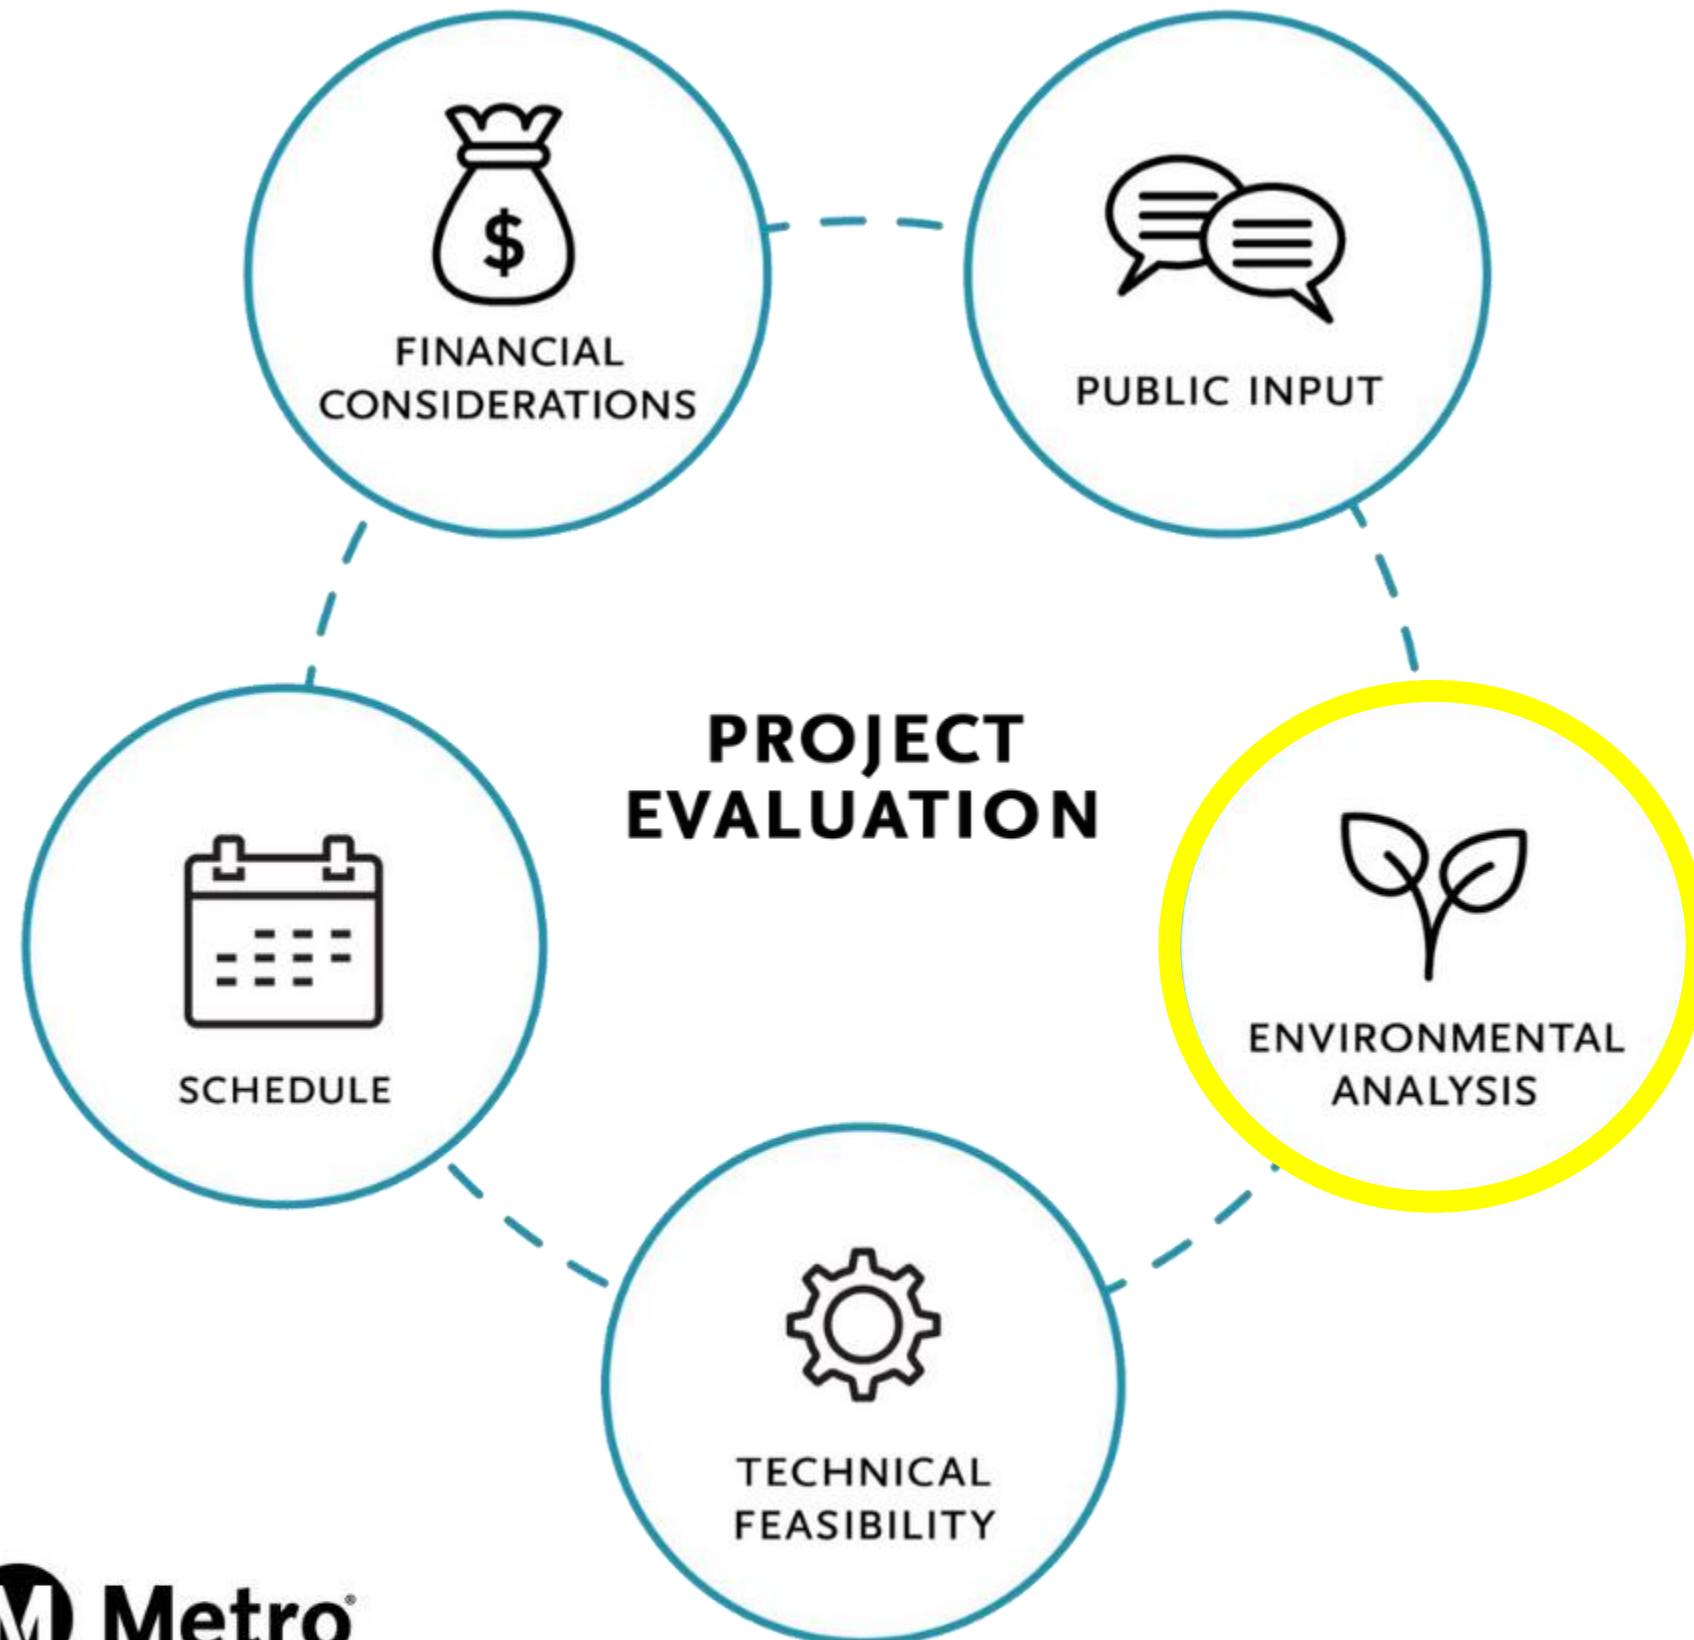 $
FINANCIAL
CONSIDERATIONS
PUBLIC INPUT
PROJECT
EVALUATION
SCHEDULE
ENVIRONMENTAL
ANALYSIS
TECHNICAL
FEASIBILITY
M Metro®